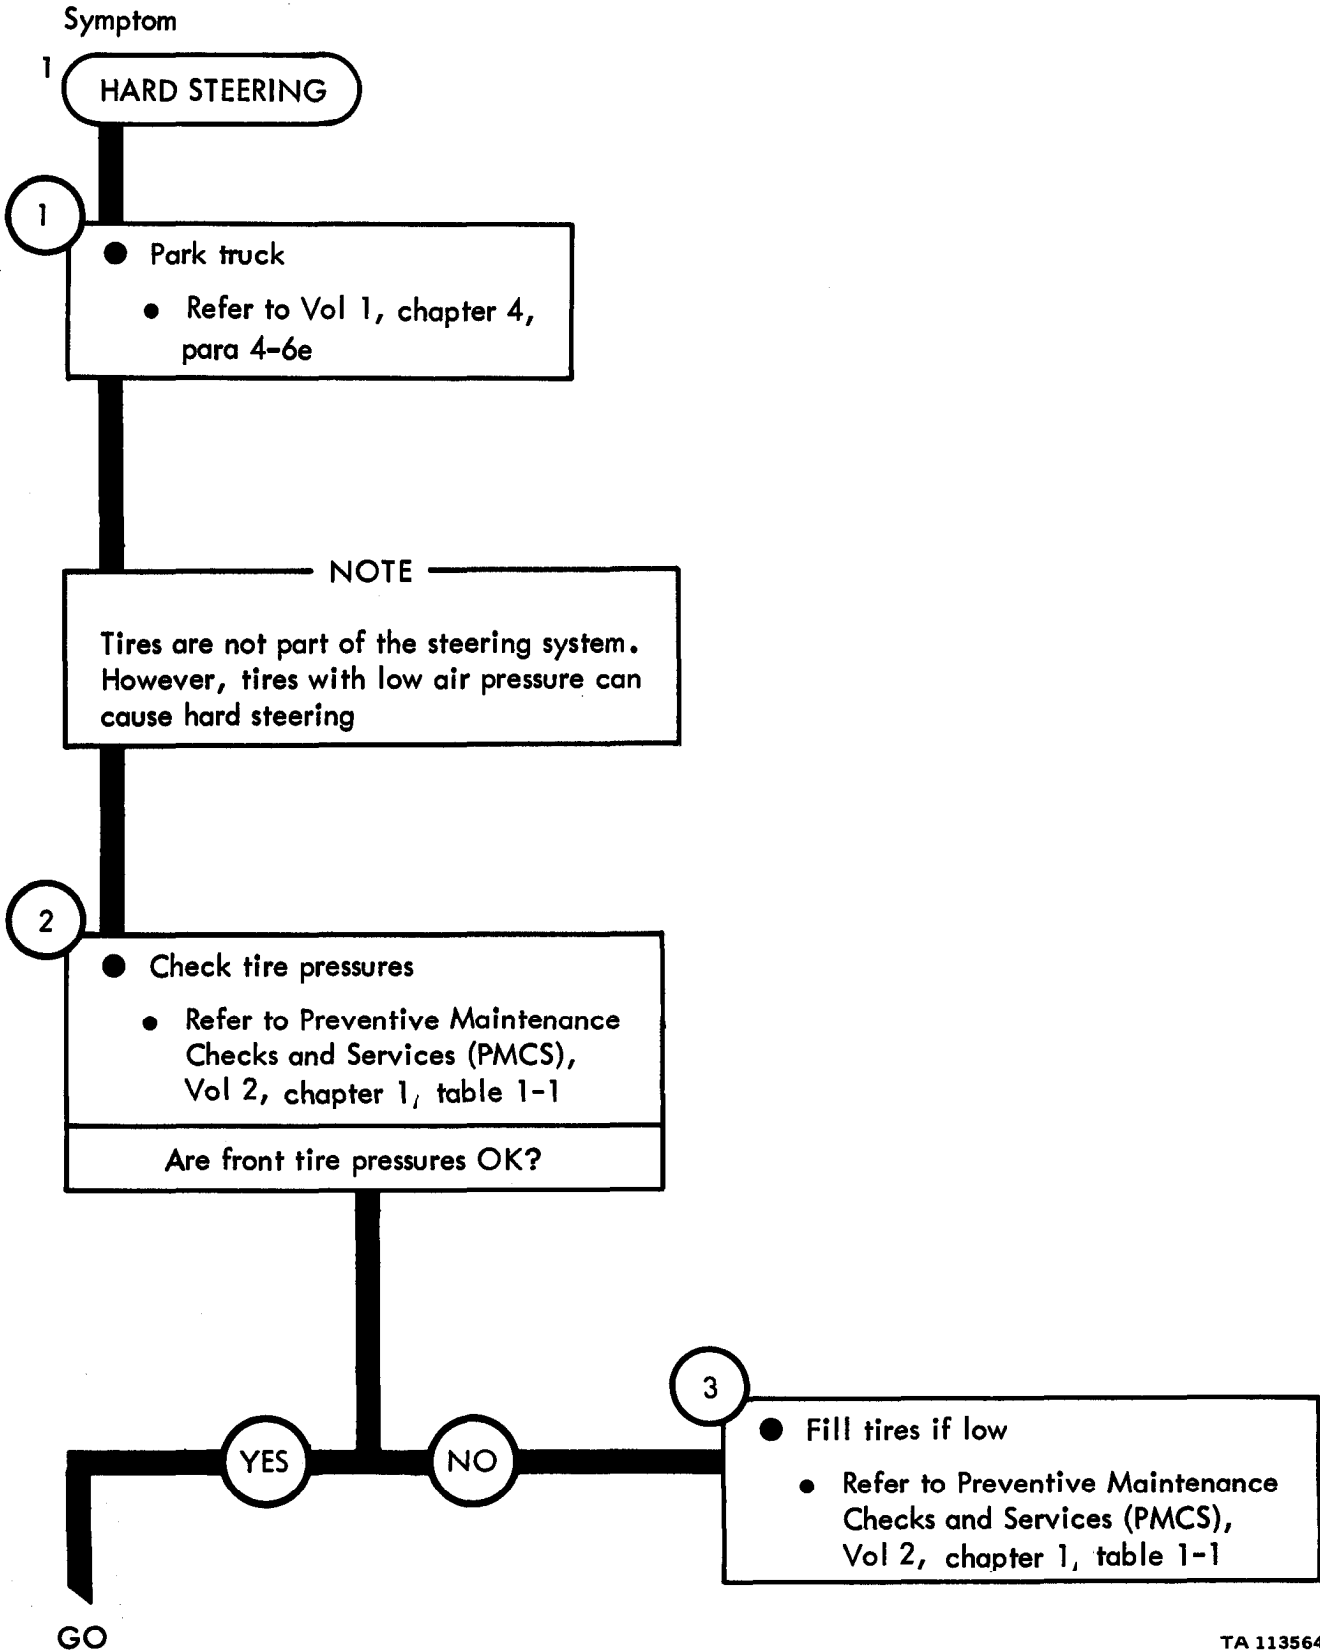 Symptom
1
HARD STEERING
1
● Park truck
● Refer to Vol 1, chapter 4,
para 4-6e
NOTE
Tires are not part of the steering system.
However, tires with low air pressure can
cause hard steering
2
● Check tire pressures
● Refer to Preventive Maintenance
Checks and Services (PMCS),
Vol 2, chapter 1, table 1-1
Are front tire pressures OK?
YES
NO
3
● Fill tires if low
● Refer to Preventive Maintenance
Checks and Services (PMCS),
Vol 2, chapter 1, table 1-1
GO
TA 113564